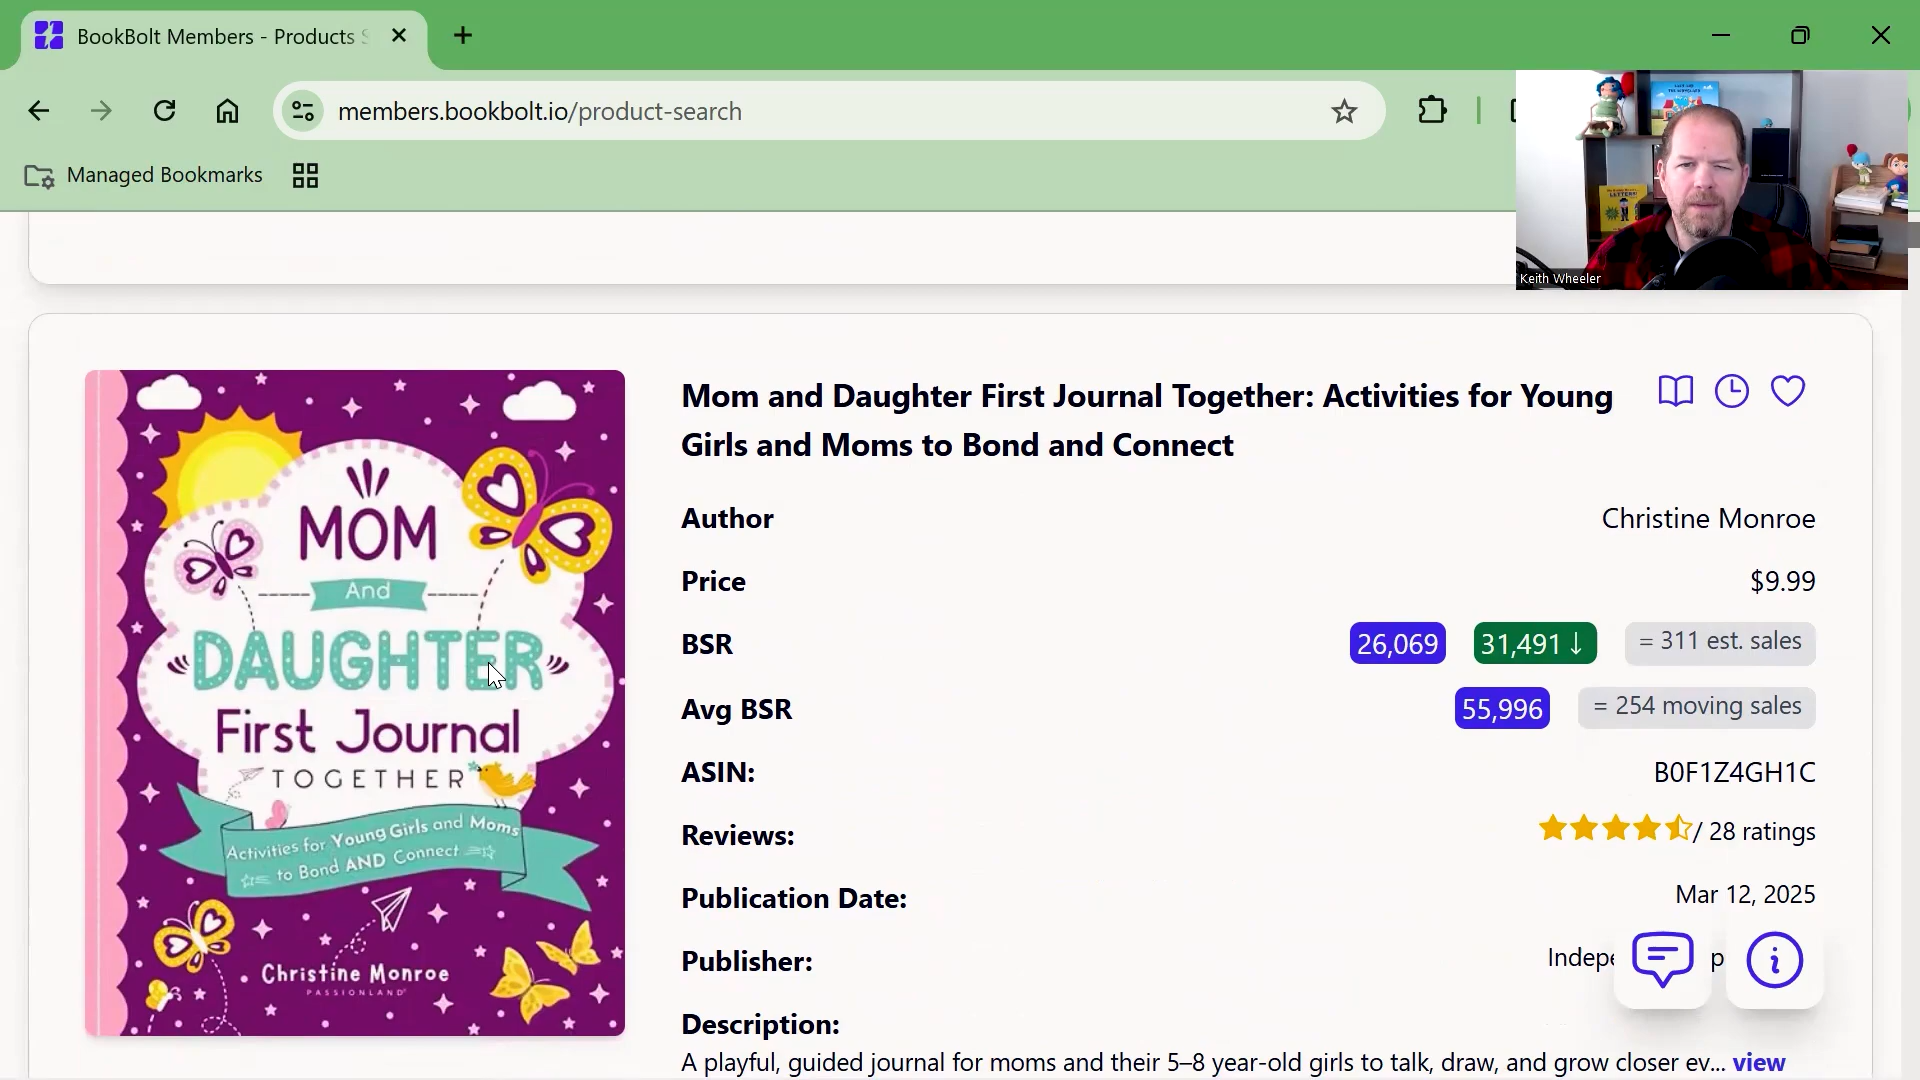 BookBolt Members - Products
members.bookbolt.io/product-search
Managed Bookmarks
LETTERS!
Keith Wheeler
MOM
And
DAUGHTER
First Journal
TOGETHER
Activities for Young Girls and Moms
to Bond AND Connect
Christine Monroe
PASSIONLAND
Mom and Daughter First Journal Together: Activities for Young
Girls and Moms to Bond and Connect
Author Christine Monroe
Price $9.99
BSR 26,069 31,491 ↓ = 311 est. sales
Avg BSR 55,996 = 254 moving sales
ASIN: B0F1Z4GH1C
Reviews: / 28 ratings
Publication Date: Mar 12, 2025
Publisher:
Description:
A playful, guided journal for moms and their 5–8 year-old girls to talk, draw, and grow closer ev... view